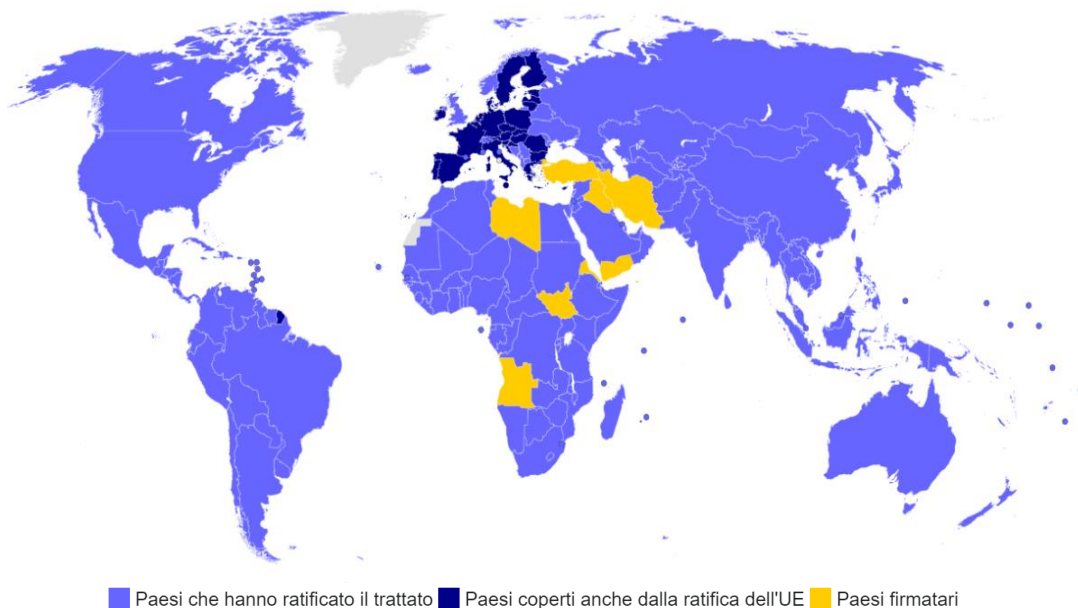 Paesi che hanno ratificato il trattato Paesi coperti anche dalla ratifica dell'UE Paesi firmatari